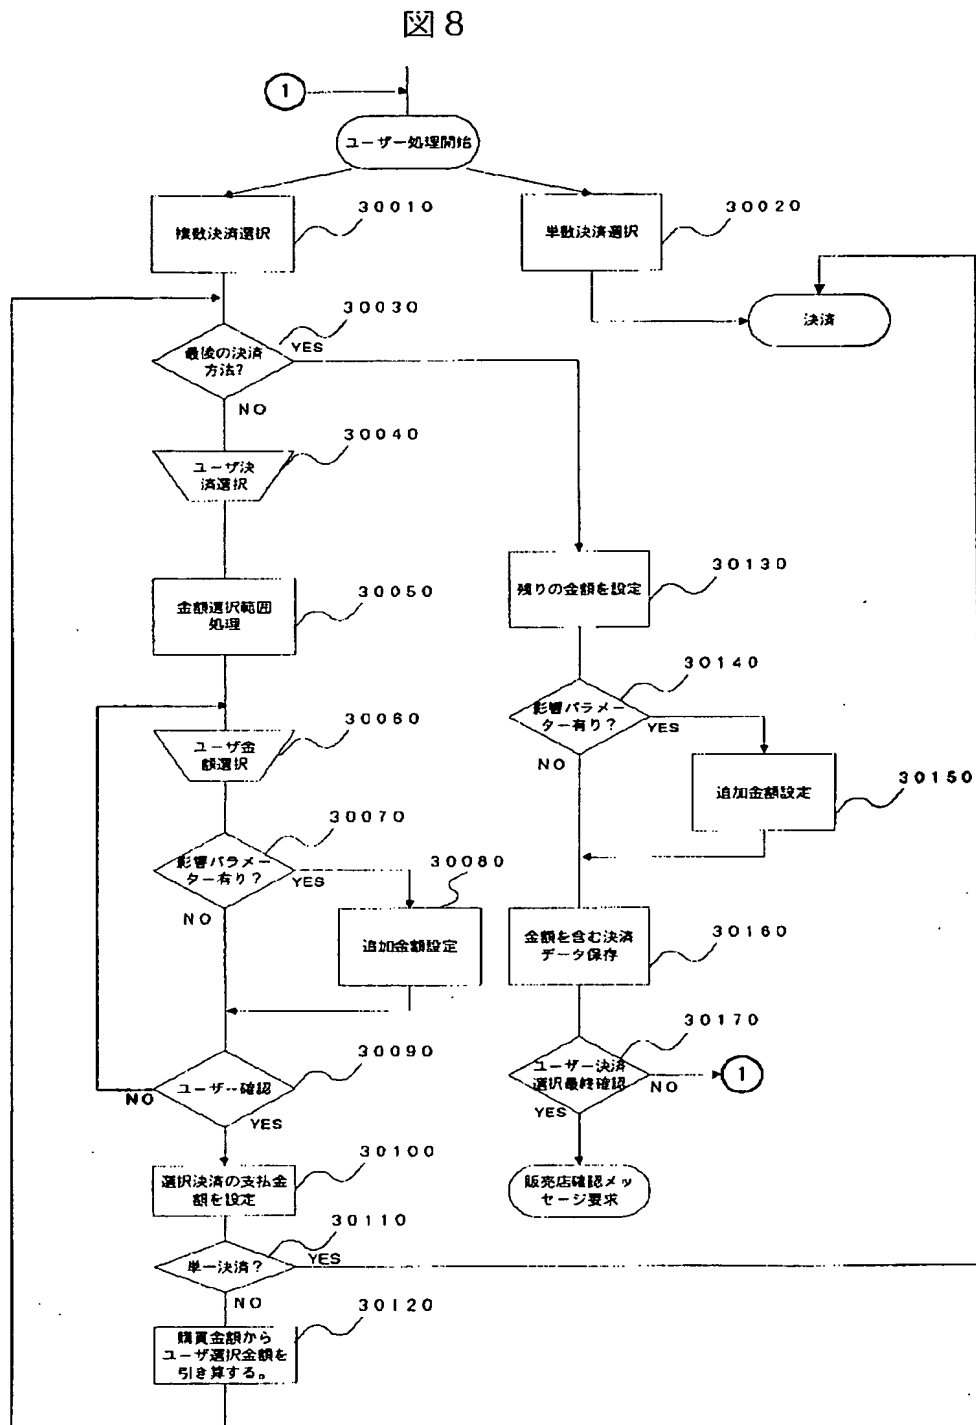 図8
1
ユーザー処理開始
30010
複数決済選択
30020
単数決済選択
決済
30030
最後の決済
方法?
YES
NO
30040
ユーザ決
済選択
30050
金額選択範囲
処理
30060
ユーザ金
額選択
30070
影響パラメ
ーター有り?
YES
NO
30080
追加金額設定
30090
ユーザー確認
NO
YES
30100
選択決済の支払金
額を設定
30110
単一決済?
YES
NO
30120
購買金額から
ユーザ選択金額を
引き算する。
30130
残りの金額を設定
30140
影響パラメー
ター有り?
YES
NO
30150
追加金額設定
30160
金額を含む決済
データ保存
30170
ユーザー決済
選択最終確認
NO
1
YES
販売店確認メッ
セージ要求